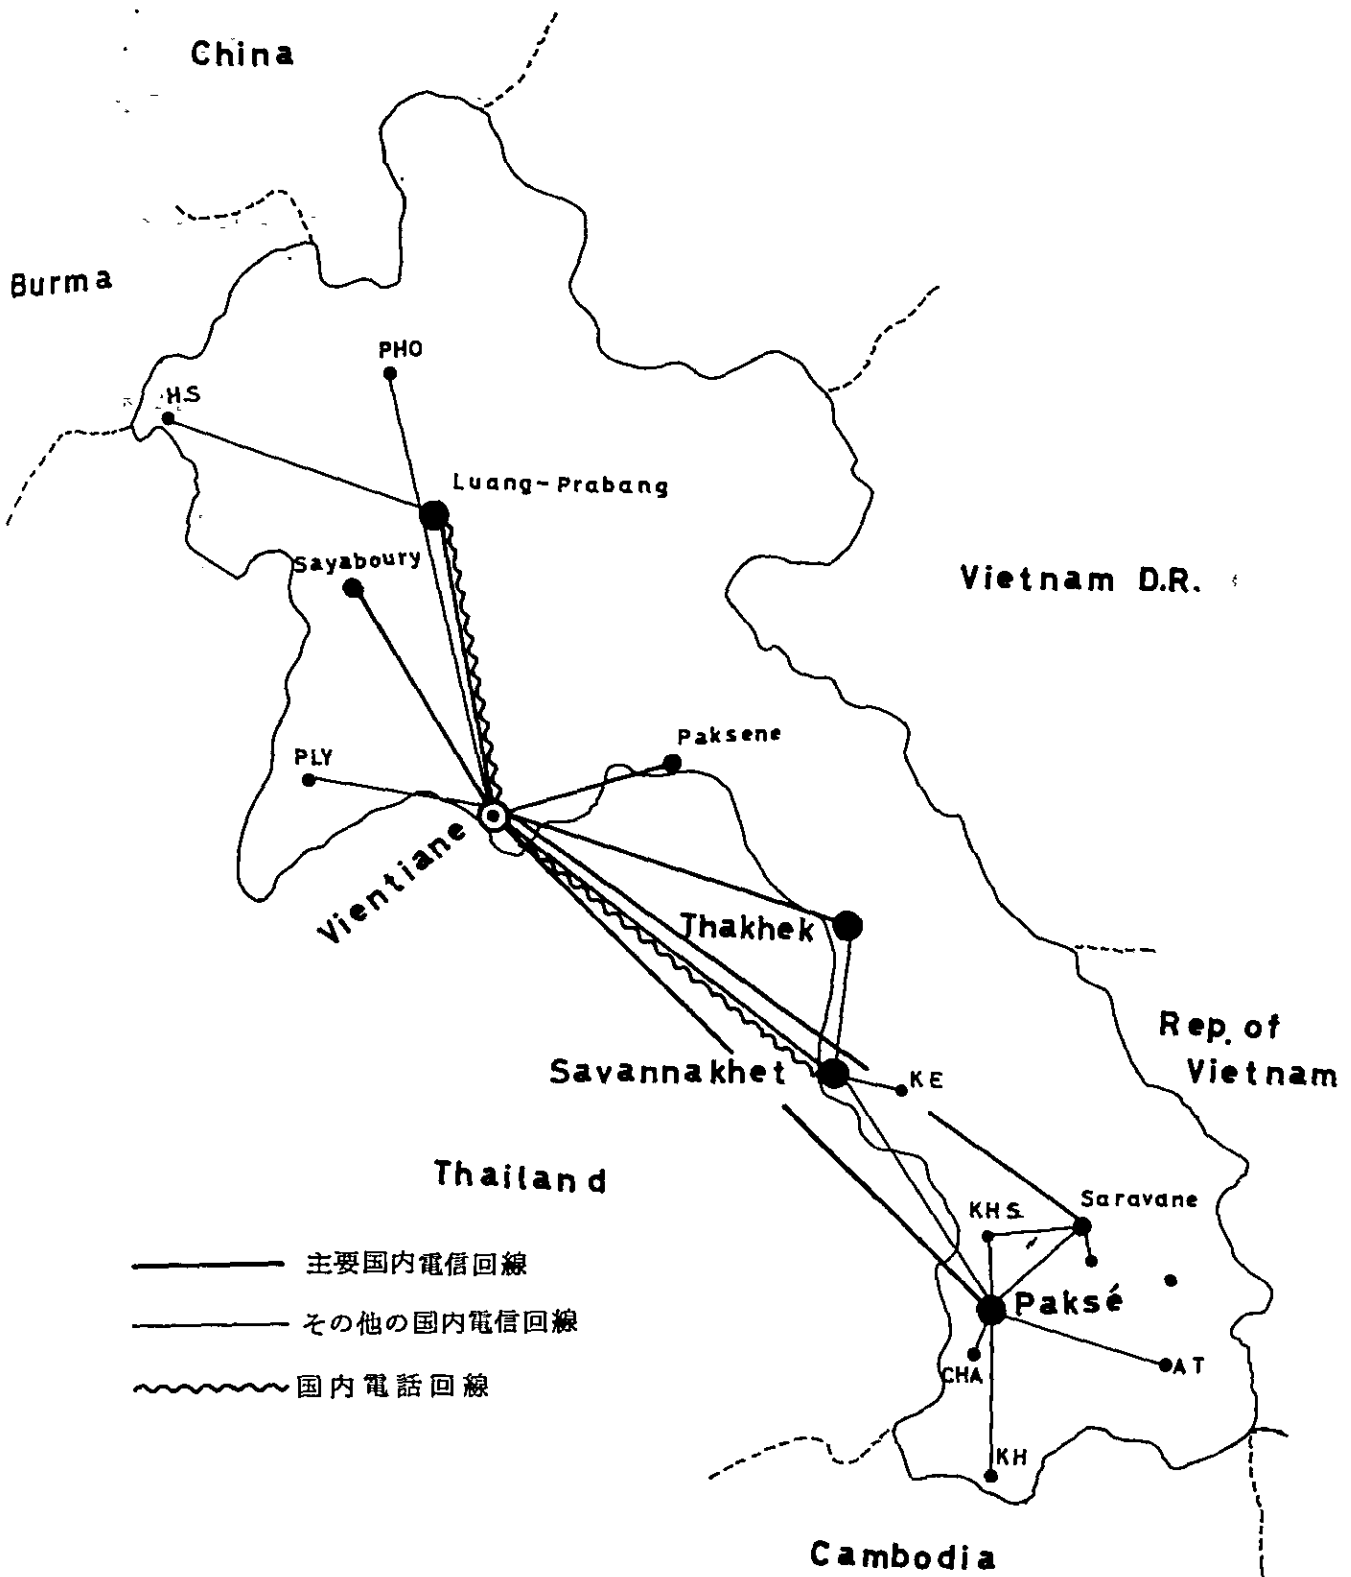 China
Burma
PHO
H.S
Luang-Prabang
Sayaboury
Vietnam D.R.
Paksene
PLY
Vientiane
Thakhek
Rep. of
Vietnam
Savannakhet
KE
Thailand
Saravane
KHS
主要国内電信回線
Paksé
その他の国内電信回線
CHA
AT
国内電話回線
KH
Cambodia